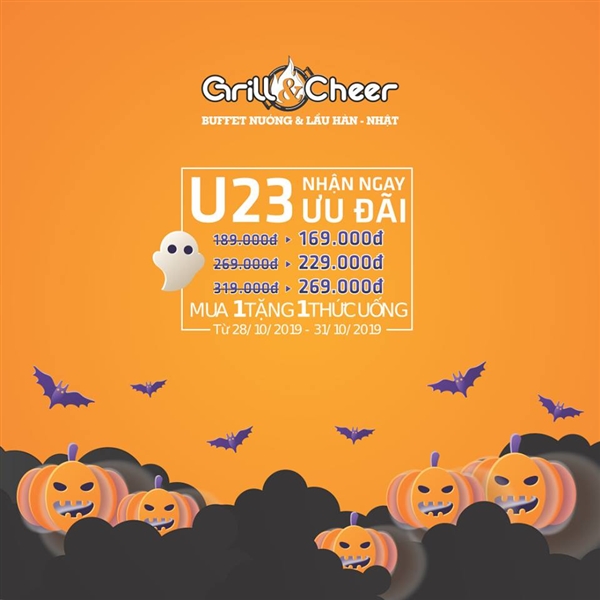 Grill&Cheer
BUFFET NƯỚNG & LẨU HÀN - NHẬT
U23 NHẬN NGAY ƯU ĐÃI
189.000đ 169.000đ
269.000đ 229.000đ
319.000đ 269.000đ
MUA 1 TẶNG 1 THỨC UỐNG
Từ 28/10/2019 - 31/10/2019